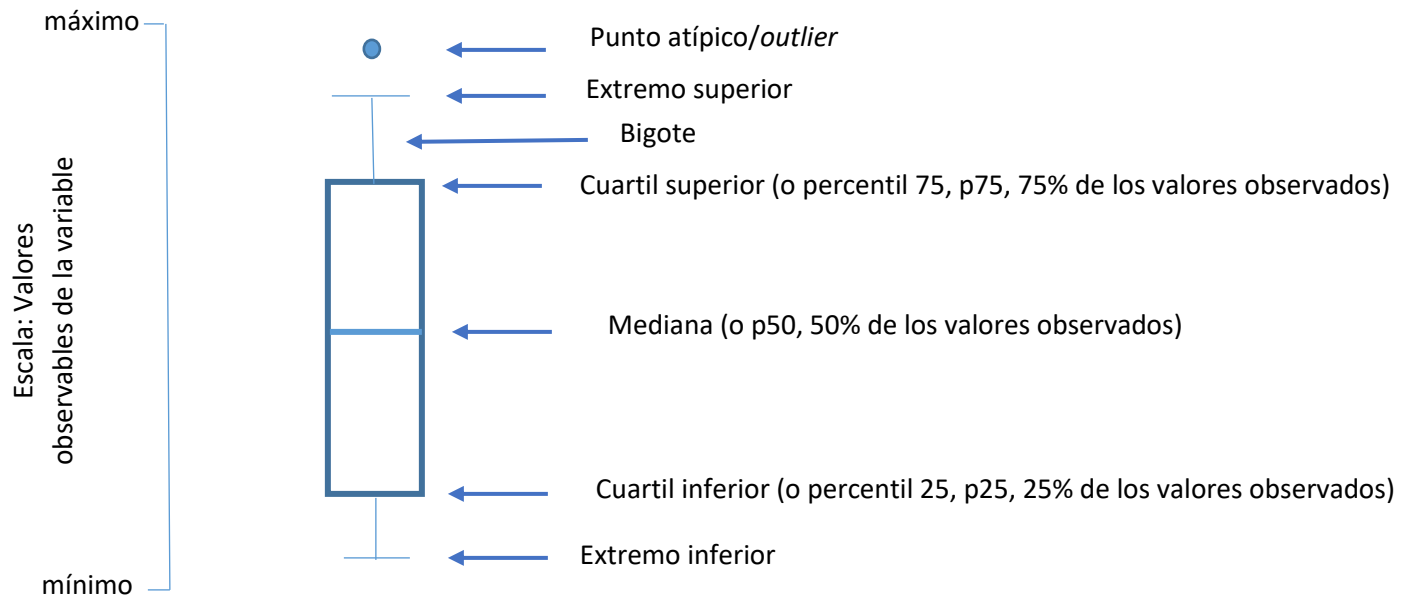 máximo
Punto atípico/outlier
Extremo superior
Bigote
Cuartil superior (o percentil 75, p75, 75% de los valores observados)
Escala: Valores
observables de la variable
Mediana (o p50, 50% de los valores observados)
Cuartil inferior (o percentil 25, p25, 25% de los valores observados)
Extremo inferior
mínimo